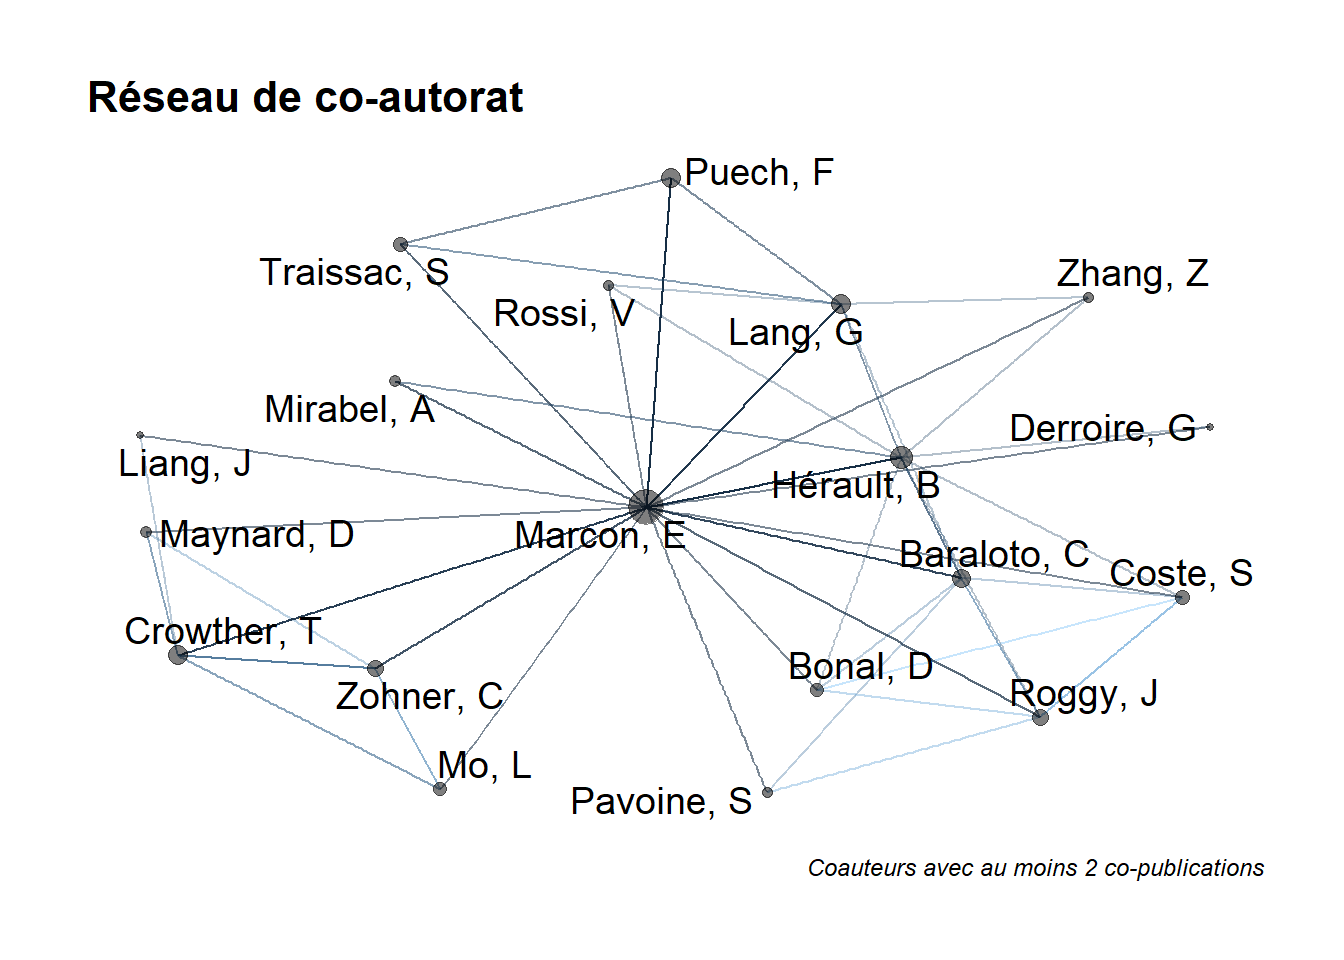 Réseau de co-autorat
Puech, F
Traissac, S
Zhang, Z
Rossi, V
Lang, G
Mirabel, A
Derroire, G
Liang, J
Hérault, B
Maynard, D
Marcon, E
Baraloto, C
Coste, S
Crowther, T
Bonal, D
Zohner, C
Roggy, J
Mo, L
Pavoine, S
Coauteurs avec au moins 2 co-publications